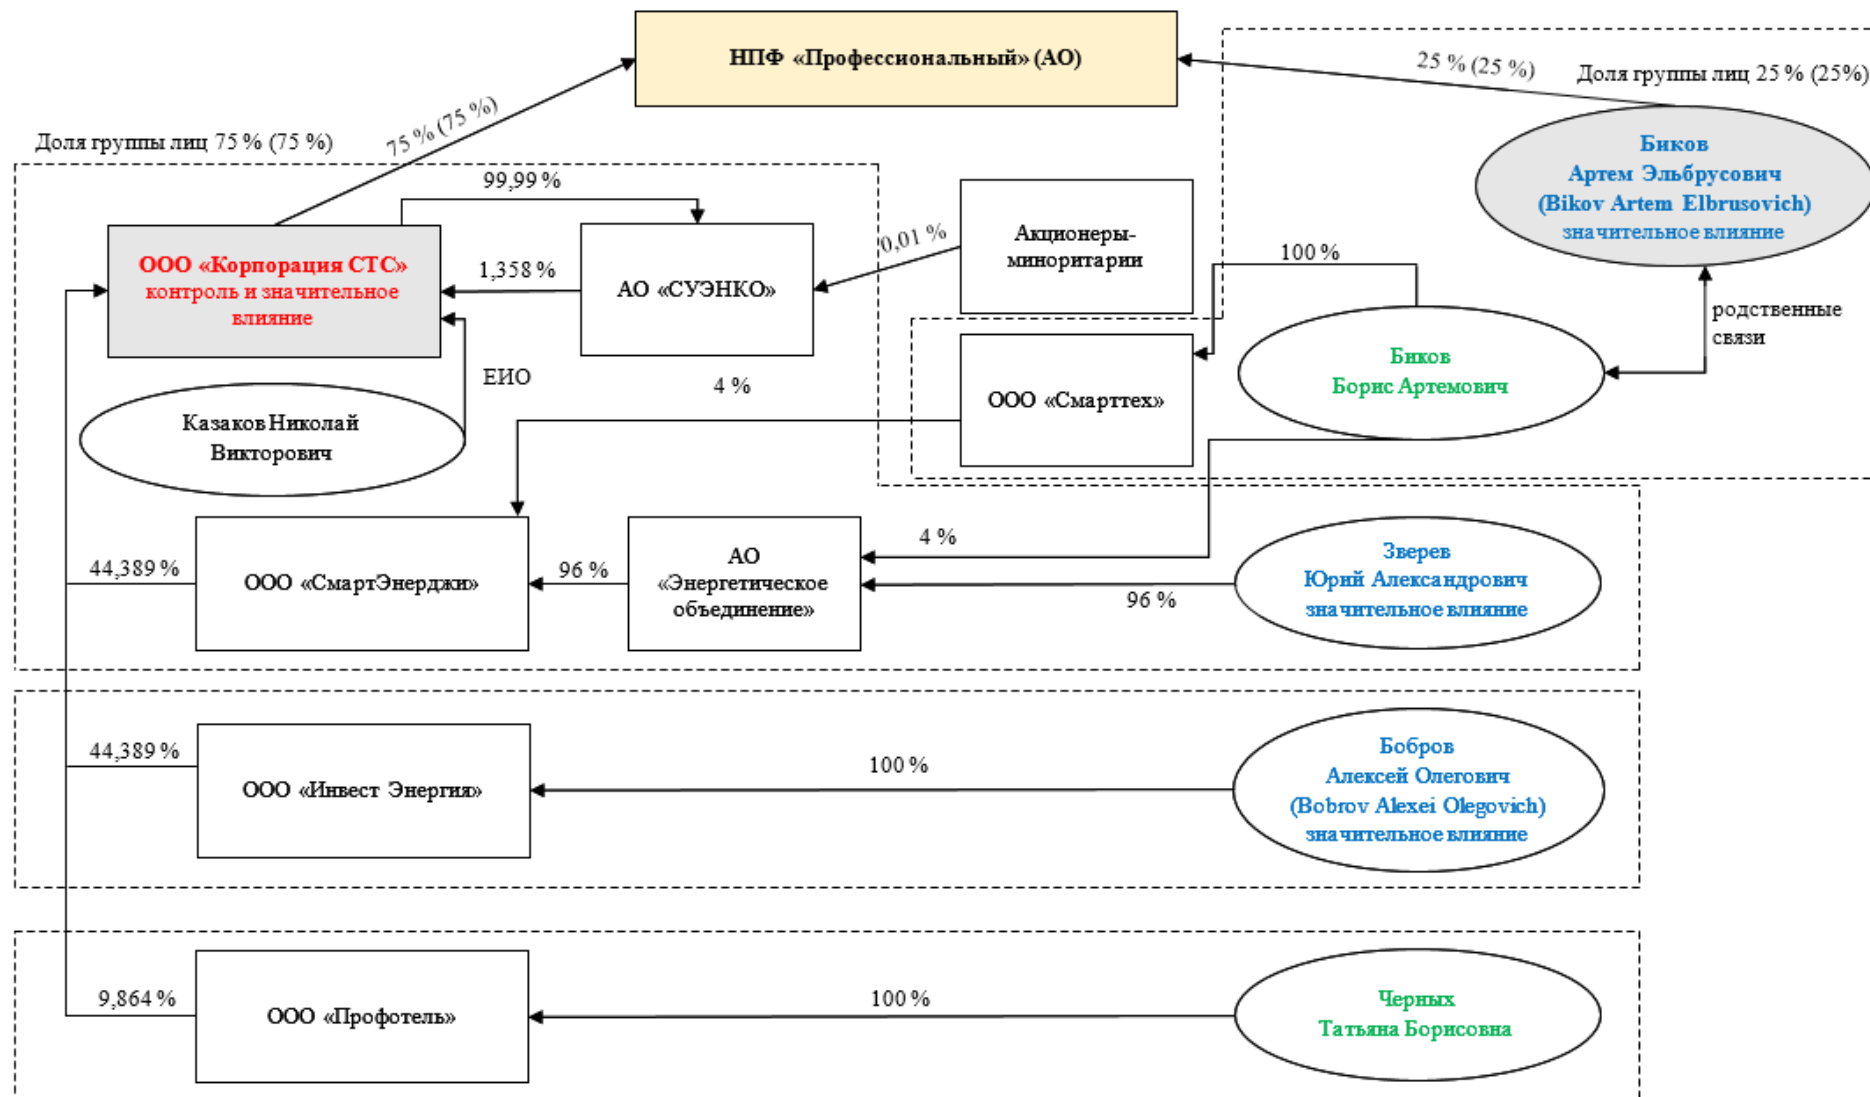 НПФ «Профессиональный» (АО)
25 % (25 %)
Доля группы лиц 25 % (25%)
75 % (75 %)
Доля группы лиц 75 % (75 %)
Биков
Артем Эльбрусович
(Bikov Artem Elbrusovich)
значительное влияние
99,99 %
Акционеры-
миноритарии
0,01 %
ООО «Корпорация СТС»
контроль и значительное
влияние
1,358 %
АО «СУЭНКО»
100 %
родственные
связи
Биков
Борис Артемович
ЕИО
4 %
ООО «Смарттех»
Казаков Николай
Викторович
44,389 %
ООО «СмартЭнерджи»
96 %
АО
«Энергетическое
объединение»
4 %
96 %
Зверев
Юрий Александрович
значительное влияние
44,389 %
ООО «Инвест Энергия»
100 %
Бобров
Алексей Олегович
(Bobrov Alexei Olegovich)
значительное влияние
9,864 %
ООО «Профотель»
100 %
Черных
Татьяна Борисовна